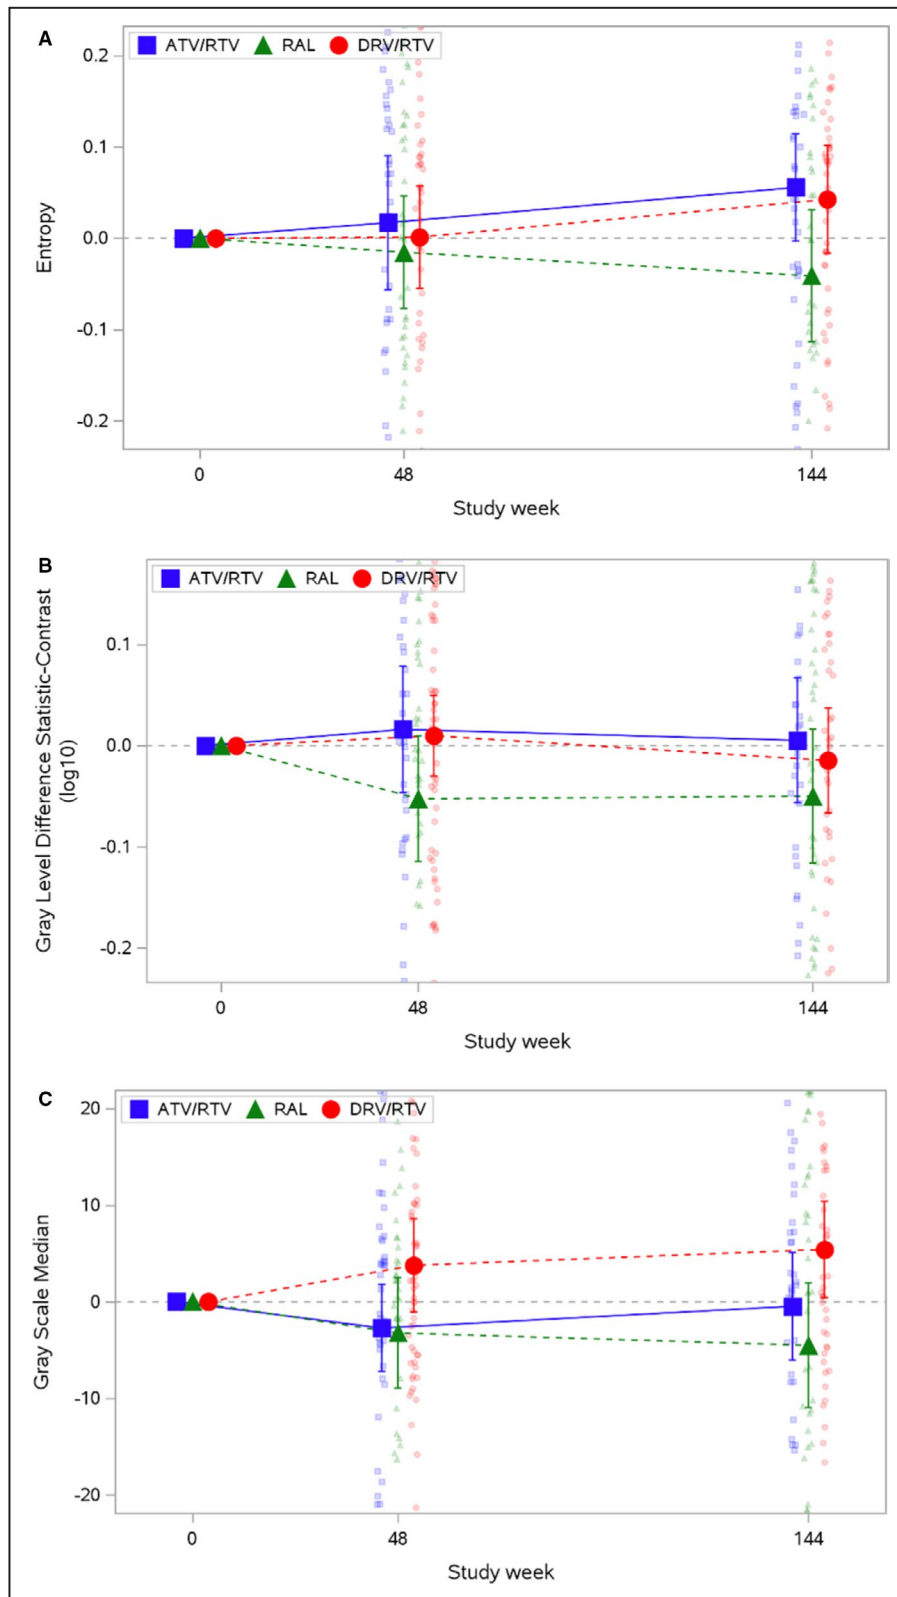 A
ATV/RTV RAL DRV/RTV
0.2
0.1
0.0
-0.1
-0.2
Entropy
0 48 144
Study week
B
ATV/RTV RAL DRV/RTV
0.1
0.0
-0.1
-0.2
Gray Level Difference Statistic-Contrast
(log10)
0 48 144
Study week
C
ATV/RTV RAL DRV/RTV
20
10
0
-10
-20
Gray Scale Median
0 48 144
Study week